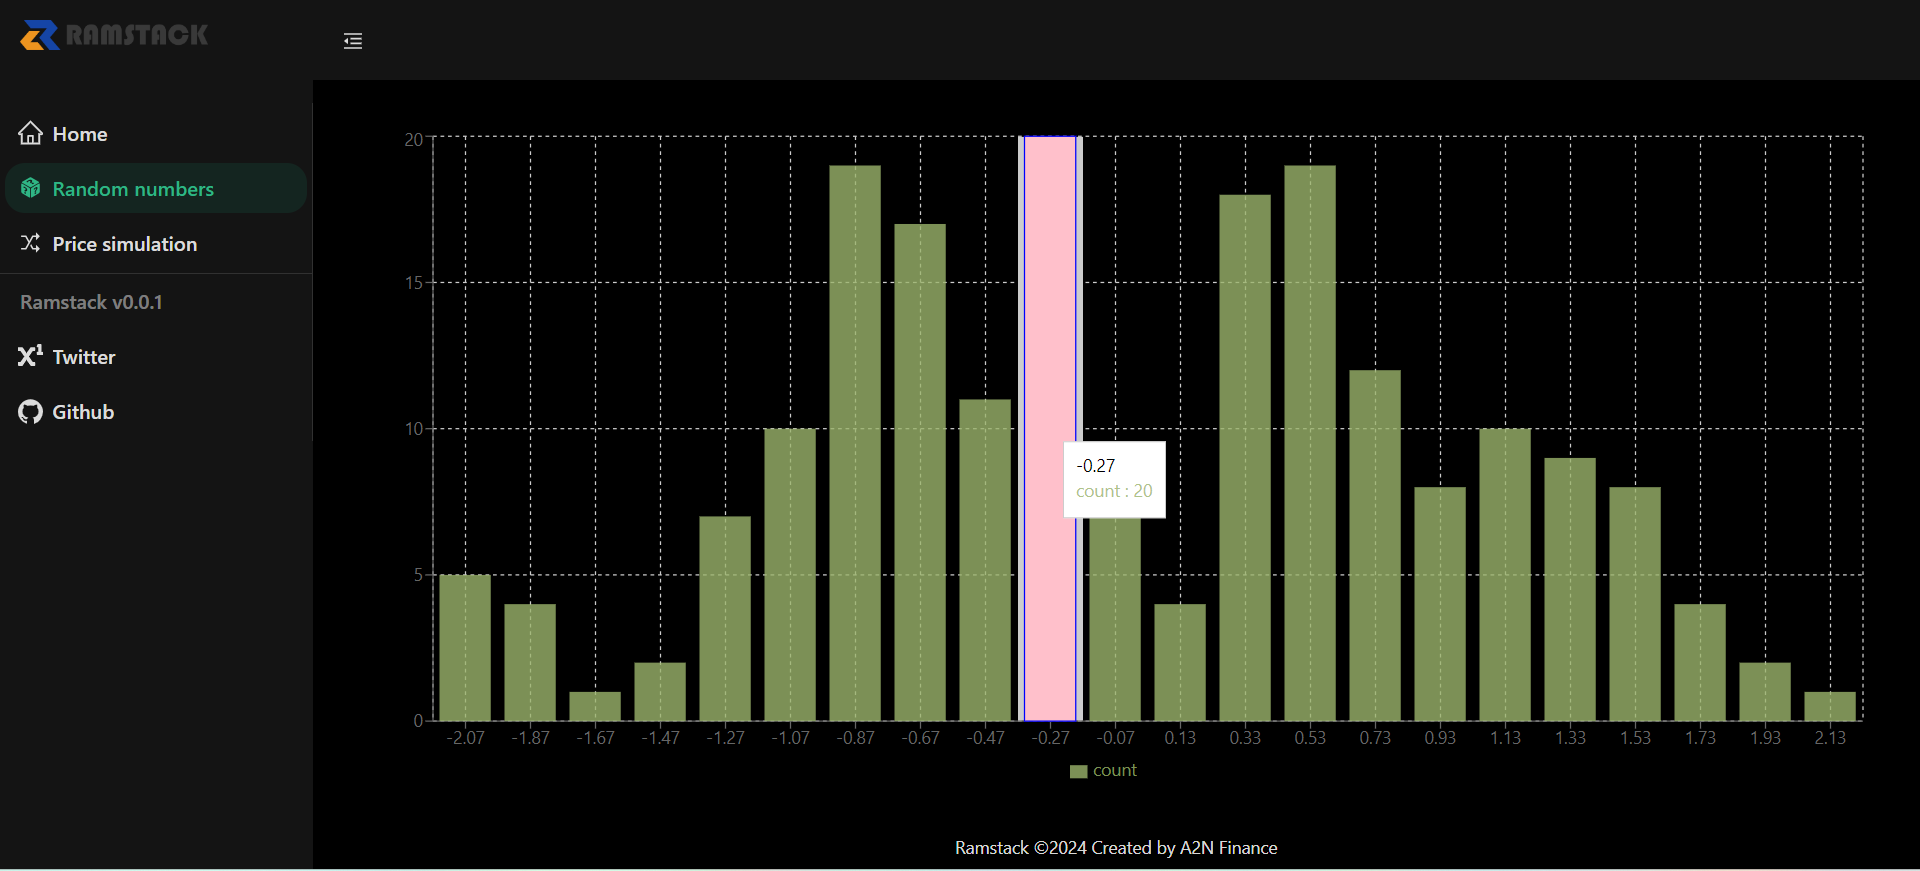 RAMSTACK
Home
Random numbers
Price simulation
Ramstack v0.0.1
Twitter
Github
20
15
10
5
0
-0.27
count : 20
-2.07 -1.87 -1.67 -1.47 -1.27 -1.07 -0.87 -0.67 -0.47 -0.27 -0.07 0.13 0.33 0.53 0.73 0.93 1.13 1.33 1.53 1.73 1.93 2.13
count
Ramstack ©2024 Created by A2N Finance